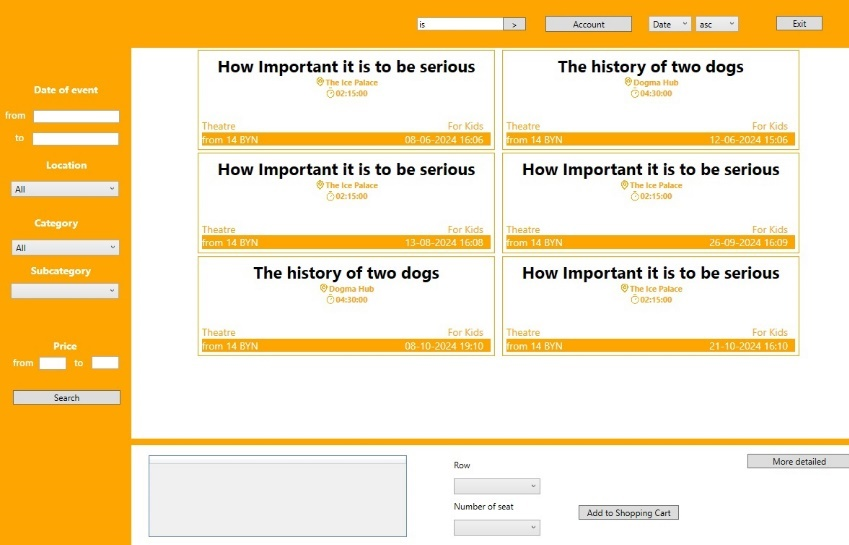 is > Account Date asc Exit
Date of event
from
to
Location
All
Category
All
Subcategory
Price
from to
Search
How Important it is to be serious
The Ice Palace
02:15:00
Theatre For Kids
from 14 BYN 08-06-2024 16:06
The history of two dogs
Dogma Hub
04:30:00
Theatre For Kids
from 14 BYN 12-06-2024 15:06
How Important it is to be serious
The Ice Palace
02:15:00
Theatre For Kids
from 14 BYN 13-08-2024 16:08
How Important it is to be serious
The Ice Palace
02:15:00
Theatre For Kids
from 14 BYN 26-09-2024 16:09
The history of two dogs
Dogma Hub
04:30:00
Theatre For Kids
from 14 BYN 08-10-2024 19:10
How Important it is to be serious
The Ice Palace
02:15:00
Theatre For Kids
from 14 BYN 21-10-2024 16:10
Row
Number of seat
Add to Shopping Cart
More detailed